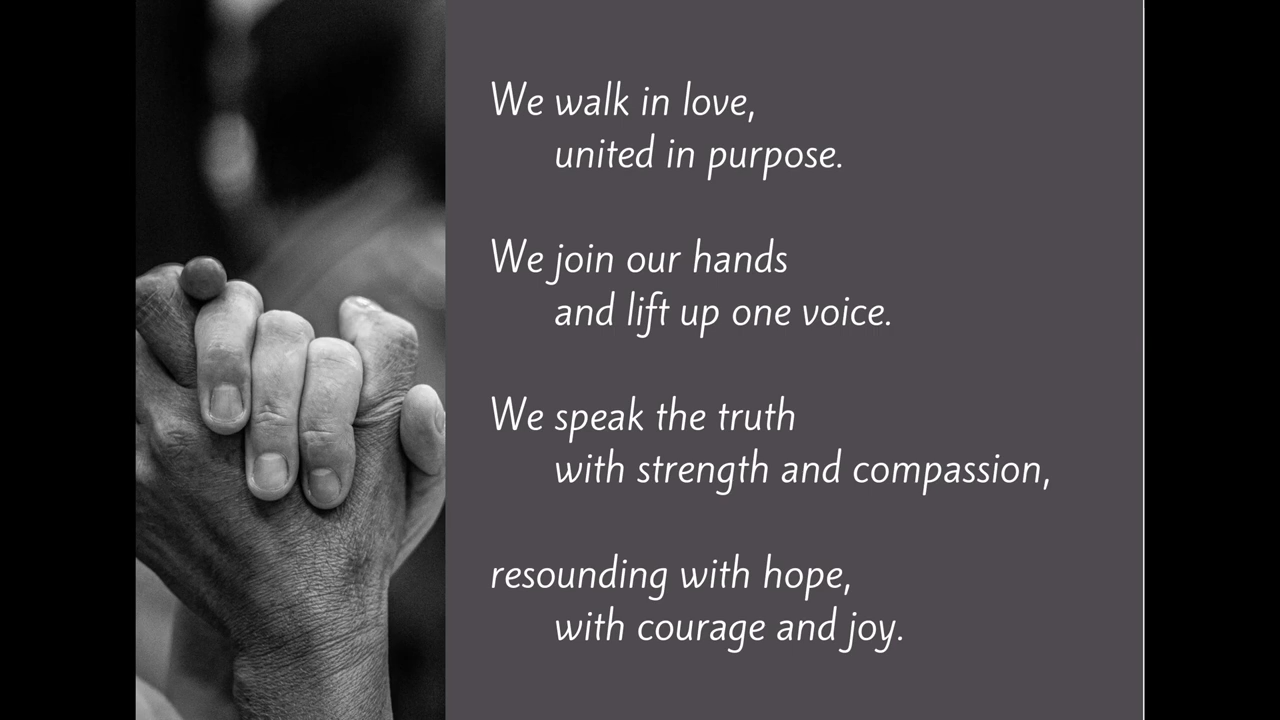 We walk in love,
united in purpose.
We join our hands
and lift up one voice.
We speak the truth
with strength and compassion,
resounding with hope,
with courage and joy.